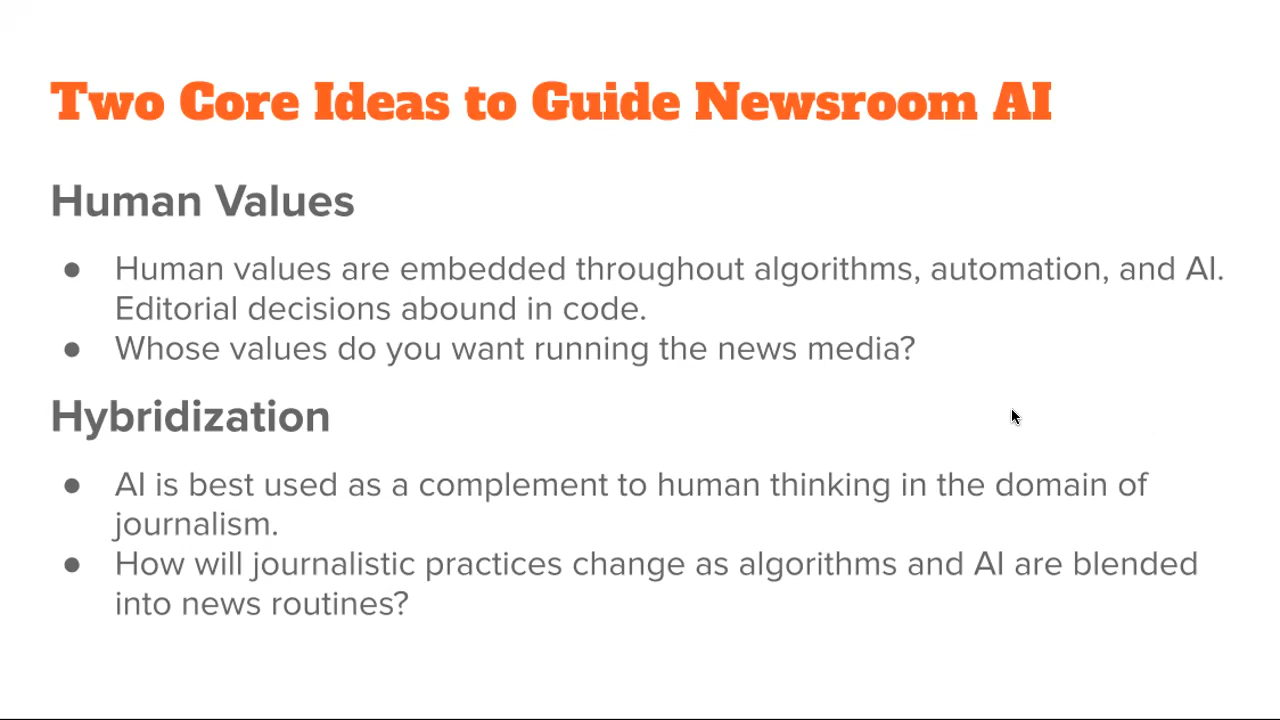 Two Core Ideas to Guide Newsroom AI
Human Values
● Human values are embedded throughout algorithms, automation, and AI.
Editorial decisions abound in code.
● Whose values do you want running the news media?
Hybridization
● AI is best used as a complement to human thinking in the domain of
journalism.
● How will journalistic practices change as algorithms and AI are blended
into news routines?